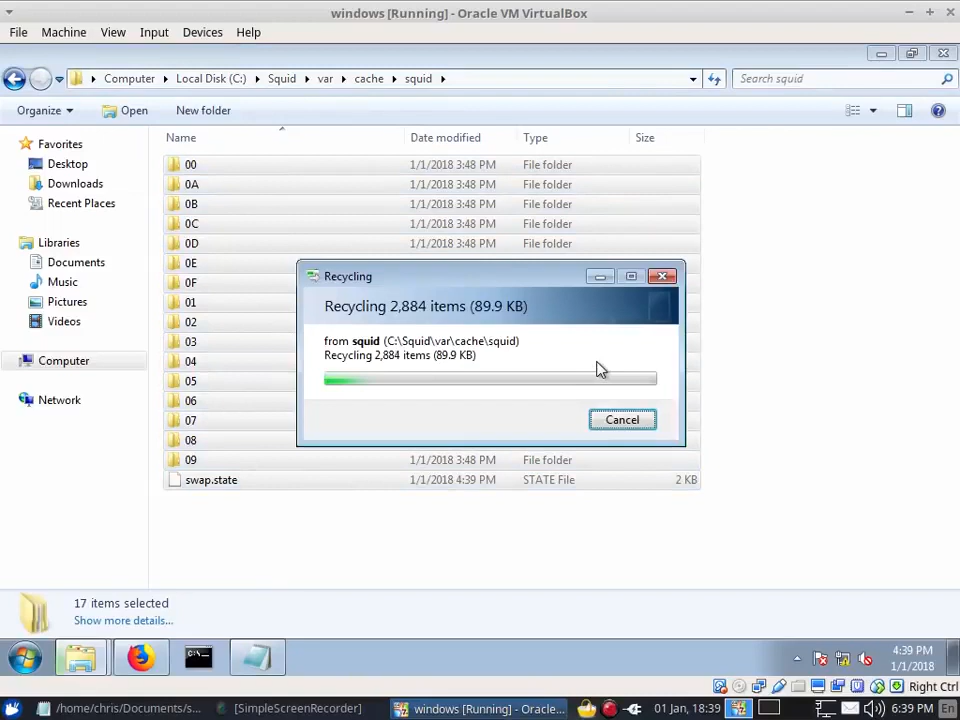 windows [Running] - Oracle VM VirtualBox
File Machine View Input Devices Help
Computer Local Disk (C:) Squid var cache squid
Search squid
Organize Open New folder
Name Date modified Type Size
Favorites
Desktop
Downloads
Recent Places
Libraries
Documents
Music
Pictures
Videos
Computer
Network
00 1/1/2018 3:48 PM File folder
0A 1/1/2018 3:48 PM File folder
0B 1/1/2018 3:48 PM File folder
0C 1/1/2018 3:48 PM File folder
0D 1/1/2018 3:48 PM File folder
0E
0F
01
02
03
04
05
06
07
08
09 1/1/2018 3:48 PM File folder
swap.state 1/1/2018 4:39 PM STATE File 2 KB
Recycling
Recycling 2,884 items (89.9 KB)
from squid (C:\Squid\var\cache\squid)
Recycling 2,884 items (89.9 KB)
Cancel
17 items selected
Show more details...
4:39 PM
1/1/2018
Right Ctrl
/home/chris/Documents/s... [SimpleScreenRecorder] windows [Running] - Oracle... 01 Jan, 18:39 6:39 PM En